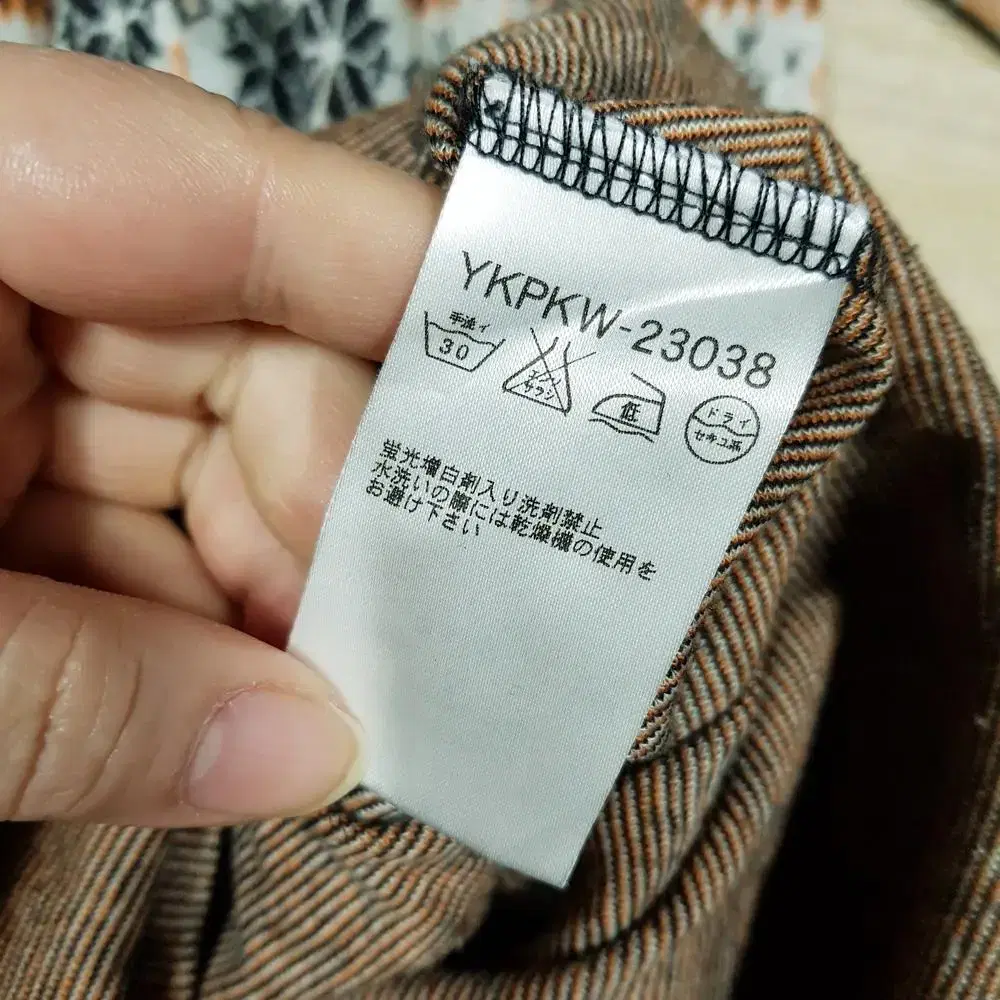 YKPKW-23038
手洗イ
30
エンソ
サラシ
低
ドライ
セキユ系
蛍光増白剤入り洗剤禁止
水洗いの際には乾燥機の使用を
お避け下さい